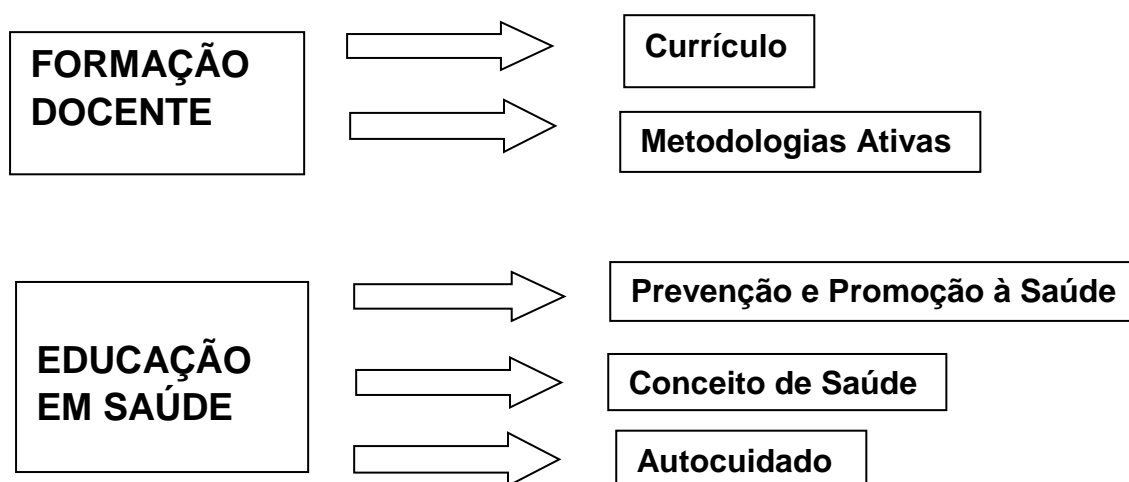 FORMAÇÃO
DOCENTE
Currículo
Metodologias Ativas
EDUCAÇÃO
EM SAÚDE
Prevenção e Promoção à Saúde
Conceito de Saúde
Autocuidado